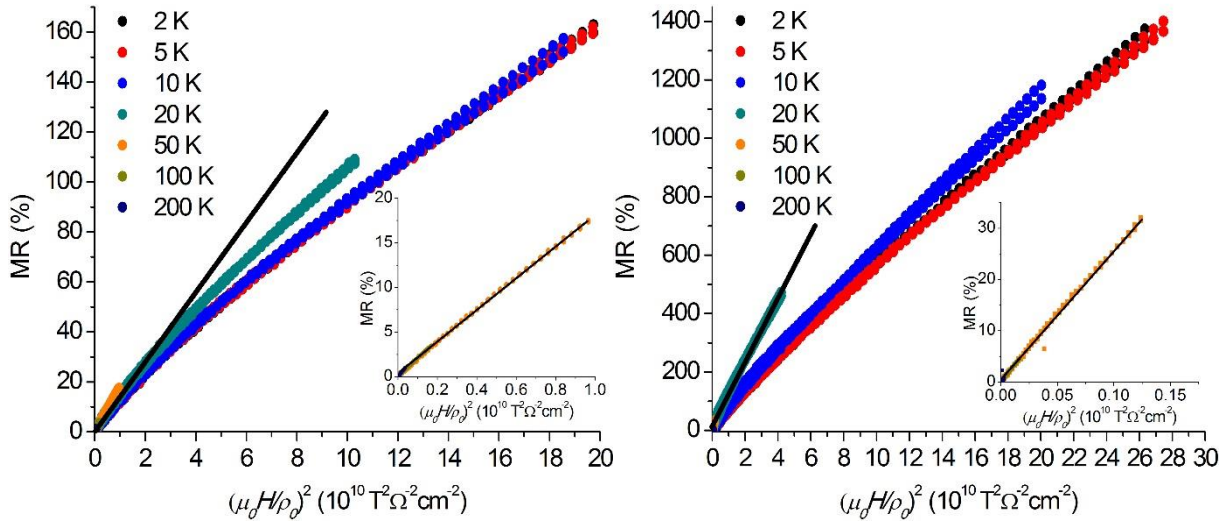 160
140
120
100
80
60
40
20
0
MR (%)
2 K
5 K
10 K
20 K
50 K
100 K
200 K
20
15
10
5
0
MR (%)
0.0 0.2 0.4 0.6 0.8 1.0
(μ₀H/ρ₀)² (10¹⁰ T²Ω⁻²cm⁻²)
0 2 4 6 8 10 12 14 16 18 20
(μ₀H/ρ₀)² (10¹⁰ T²Ω⁻²cm⁻²)
1400
1200
1000
800
600
400
200
0
MR (%)
2 K
5 K
10 K
20 K
50 K
100 K
200 K
30
20
10
0
MR (%)
0.00 0.05 0.10 0.15
(μ₀H/ρ₀)² (10¹⁰ T²Ω⁻²cm⁻²)
0 2 4 6 8 10 12 14 16 18 20 22 24 26 28 30
(μ₀H/ρ₀)² (10¹⁰ T²Ω⁻²cm⁻²)